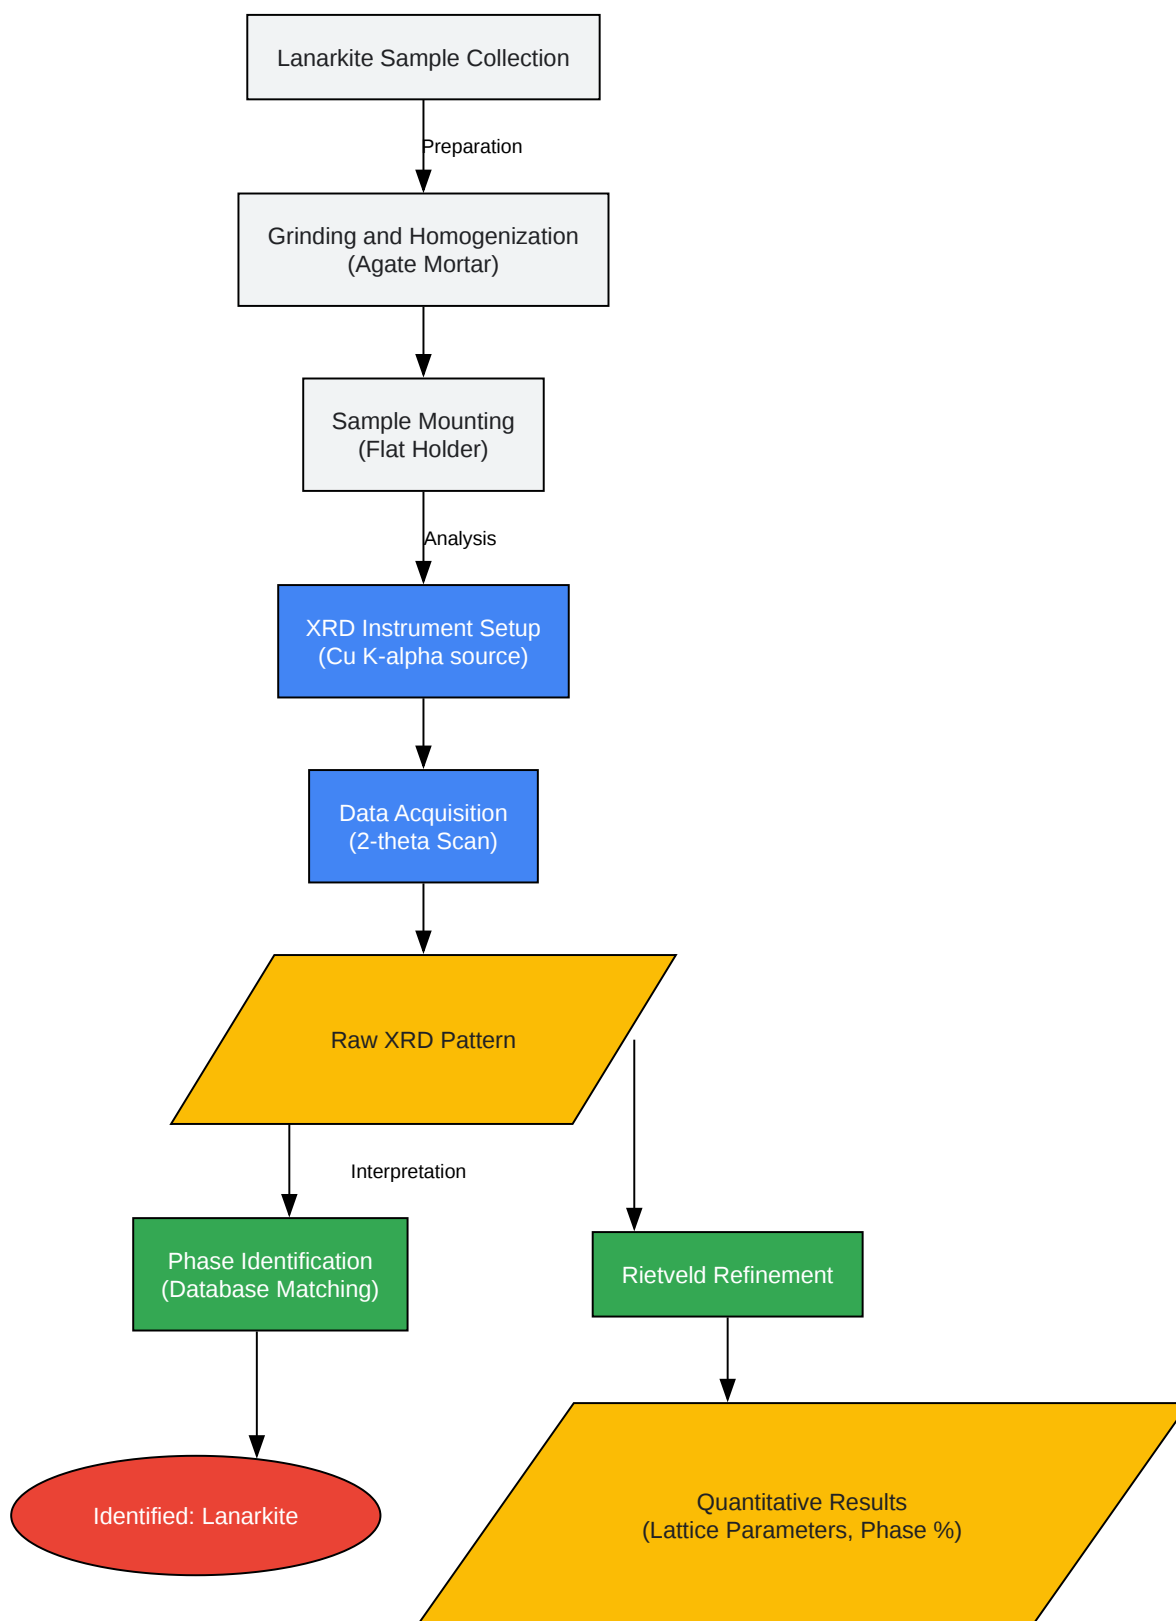 Lanarkite Sample Collection
Preparation
Grinding and Homogenization
(Agate Mortar)
Sample Mounting
(Flat Holder)
Analysis
XRD Instrument Setup
(Cu K-alpha source)
Data Acquisition
(2-theta Scan)
Raw XRD Pattern
Interpretation
Phase Identification
(Database Matching)
Rietveld Refinement
Identified: Lanarkite
Quantitative Results
(Lattice Parameters, Phase %)